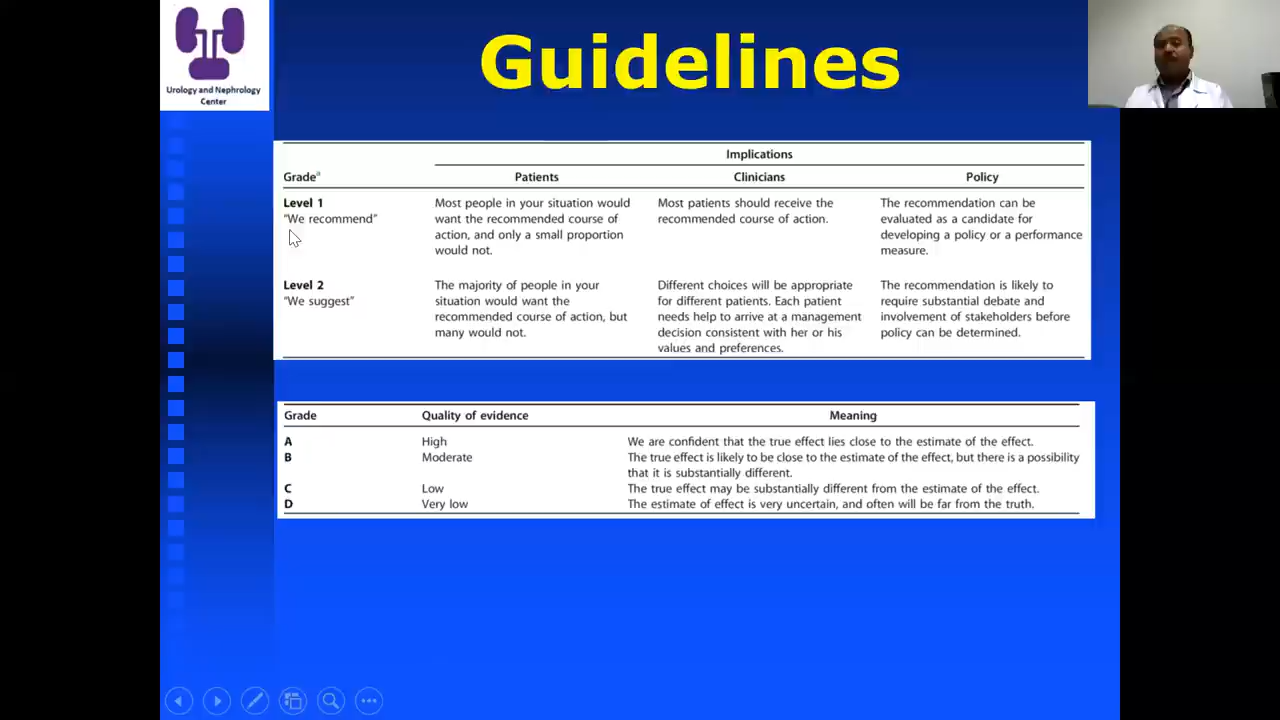 Urology and Nephrology
Center
Guidelines
Implications
Gradeª Patients Clinicians Policy
Level 1
"We recommend"
Most people in your situation would
want the recommended course of
action, and only a small proportion
would not.
Most patients should receive the
recommended course of action.
The recommendation can be
evaluated as a candidate for
developing a policy or a performance
measure.
Level 2
"We suggest"
The majority of people in your
situation would want the
recommended course of action, but
many would not.
Different choices will be appropriate
for different patients. Each patient
needs help to arrive at a management
decision consistent with her or his
values and preferences.
The recommendation is likely to
require substantial debate and
involvement of stakeholders before
policy can be determined.
Grade Quality of evidence Meaning
A High We are confident that the true effect lies close to the estimate of the effect.
B Moderate The true effect is likely to be close to the estimate of the effect, but there is a possibility
that it is substantially different.
C Low The true effect may be substantially different from the estimate of the effect.
D Very low The estimate of effect is very uncertain, and often will be far from the truth.